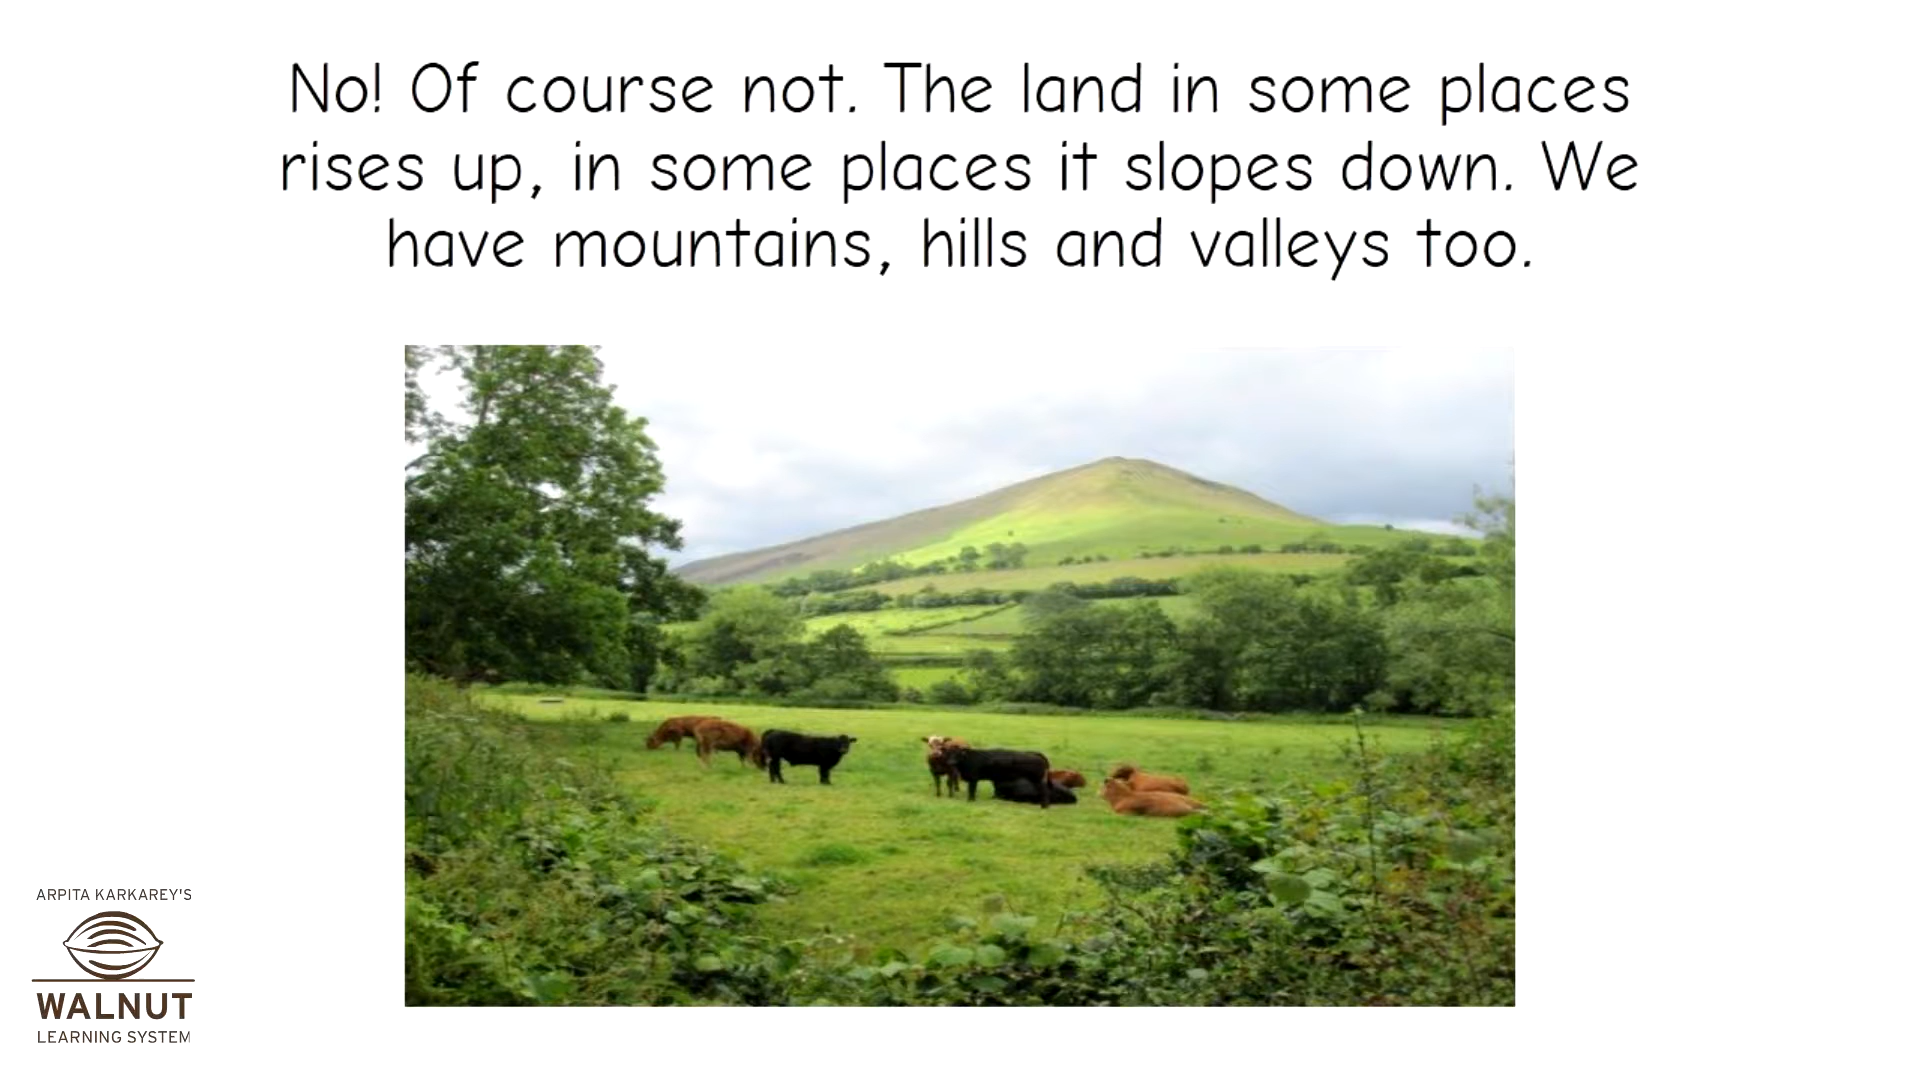 No! Of course not. The land in some places
rises up, in some places it slopes down. We
have mountains, hills and valleys too.
ARPITA KARKAREY'S
WALNUT
LEARNING SYSTEM